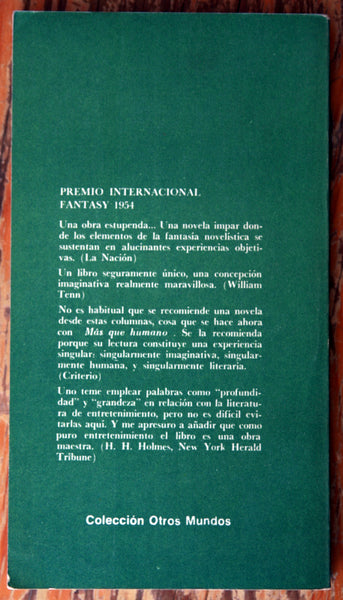 PREMIO INTERNACIONAL
FANTASY 1954
Una obra estupenda... Una novela impar don-
de los elementos de la fantasía novelística se
sustentan en alucinantes experiencias objeti-
vas. (La Nación)
Un libro seguramente único, una concepción
imaginativa realmente maravillosa. (William
Tenn)
No es habitual que se recomiende una novela
desde estas columnas, cosa que se hace ahora
con Más que humano . Se la recomienda
porque su lectura constituye una experiencia
singular: singularmente imaginativa, singular-
mente humana, y singularmente literaria.
(Criterio)
Uno teme emplear palabras como "profundi-
dad" y "grandeza" en relación con la literatu-
ra de entretenimiento, pero no es difícil evi-
tarlas aquí. Y me apresuro a añadir que como
puro entretenimiento el libro es una obra
maestra. (H. H. Holmes, New York Herald
Tribune)
Colección Otros Mundos